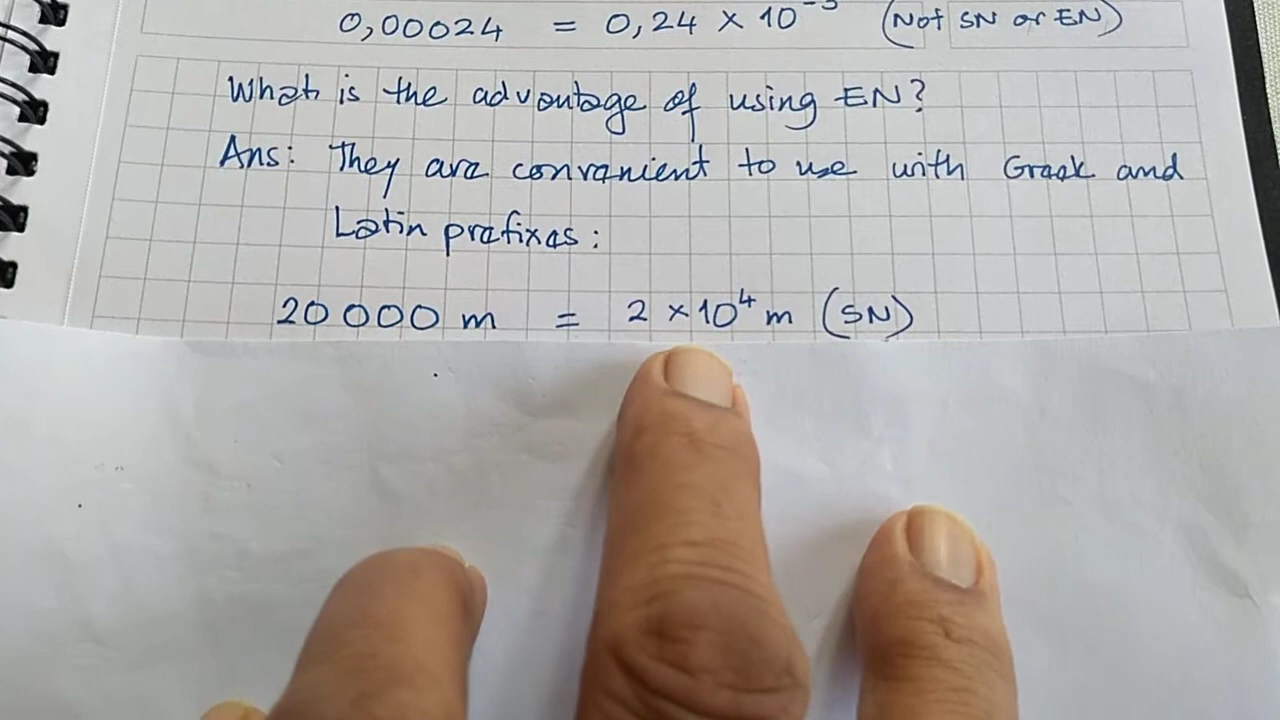 0,00024 = 0,24 × 10⁻³ (Not SN or EN)
What is the advantage of using EN?
Ans: They are convenient to use with Greek and
Latin prefixes:
20 000 m = 2 × 10⁴ m (SN)